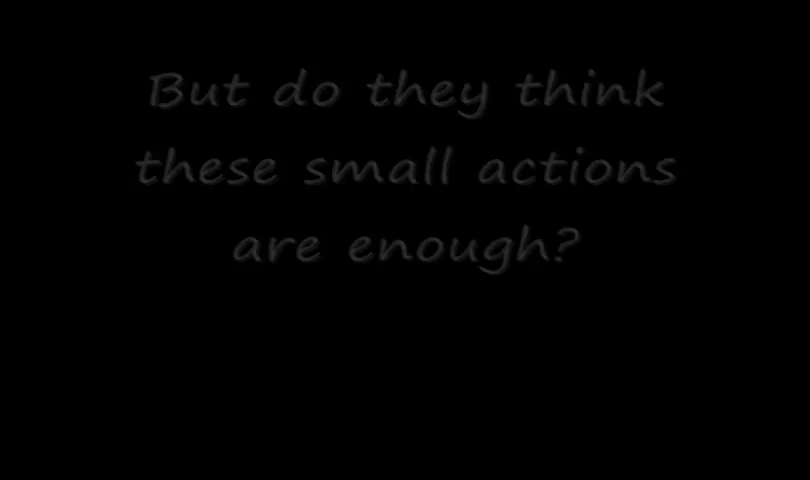 But do they think
these small actions
are enough?